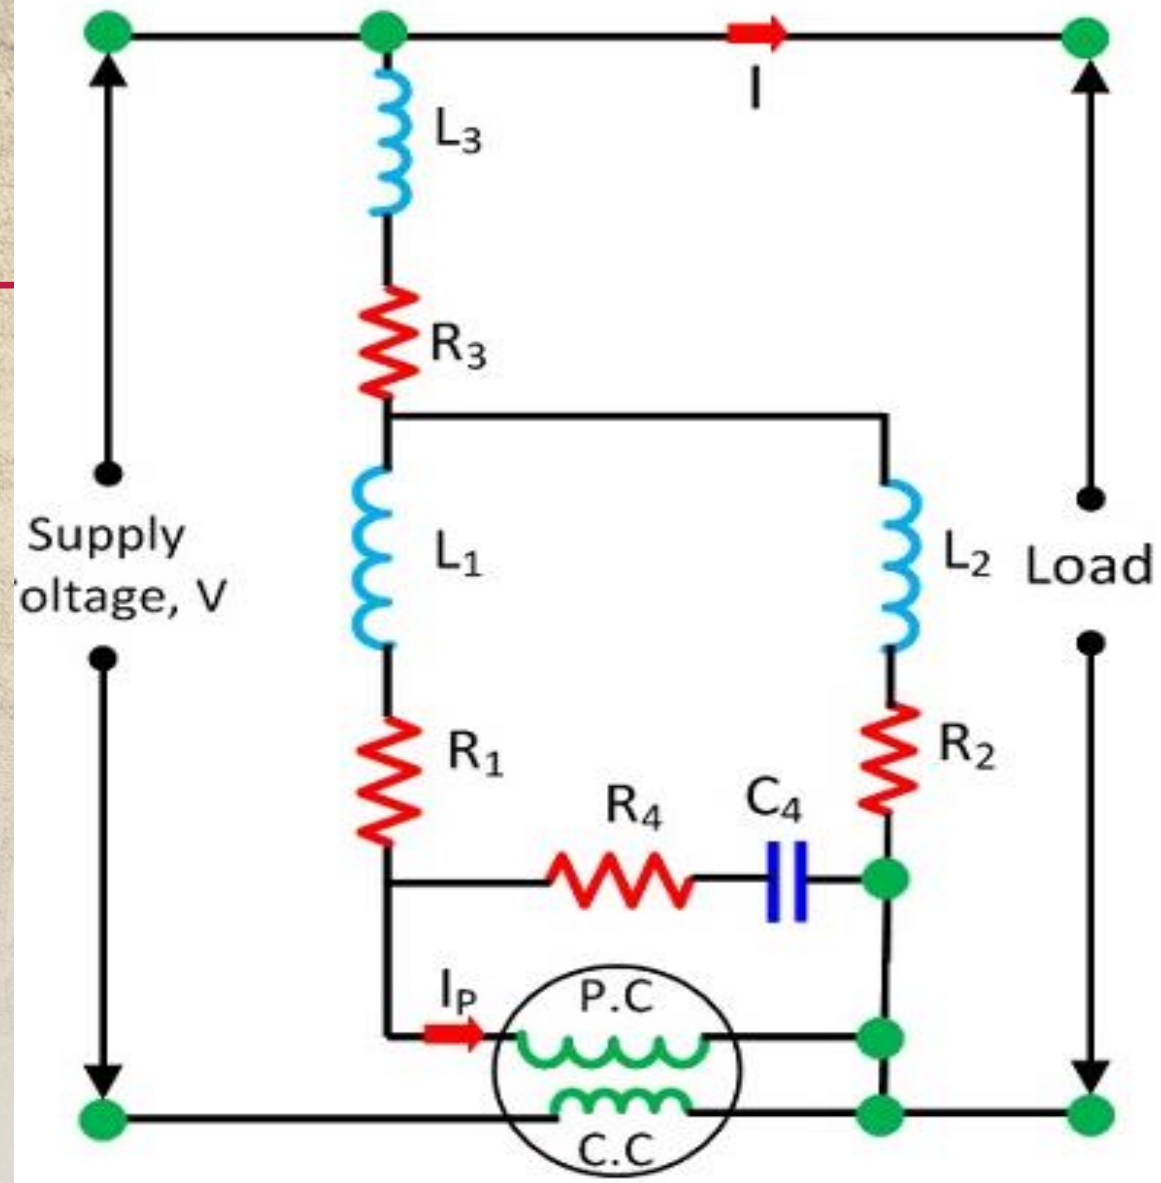 I
L₃
R₃
L₁
L₂
Supply
oltage, V
Load
R₁
R₂
R₄
C₄
Iₚ
P.C
C.C